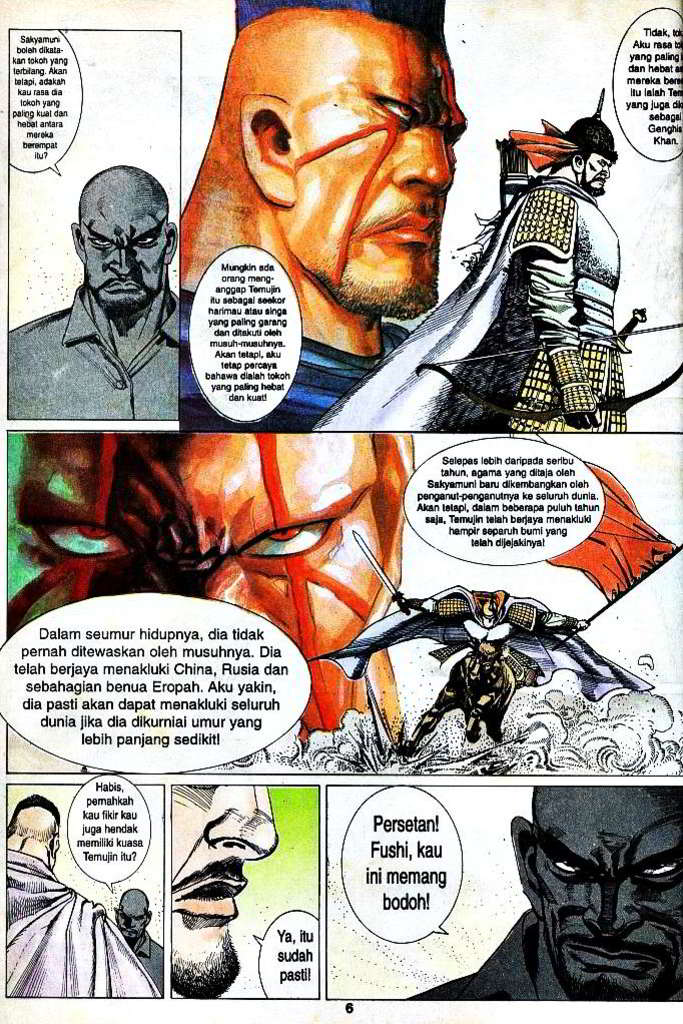 Sakyamuni
boleh dikata-
kan tokoh yang
terbilang. Akan
tetapi, adakah
kau rasa dia
tokoh yang
paling kuat dan
hebat antara
mereka
berempat
itu?
Tidak,
Aku rasa
yang paling
dan hebat
mereka
itu ialah
yang juga
sebagai
Genghis
Khan.
Mungkin ada
orang meng-
anggap Temujin
itu sebagai seekor
harimau atau singa
yang paling garang
dan ditakuti oleh
musuh-musuhnya.
Akan tetapi, aku
tetap percaya
bahawa dialah tokoh
yang paling hebat
dan kuat!
Selepas lebih daripada seribu
tahun, agama yang ditaja oleh
Sakyamuni baru dikembangkan oleh
penganut-penganutnya ke seluruh dunia.
Akan tetapi, dalam beberapa puluh tahun
saja, Temujin telah berjaya menakluki
hampir separuh bumi yang
telah dijejakinya!
Dalam seumur hidupnya, dia tidak
pernah ditewaskan oleh musuhnya. Dia
telah berjaya menakluki China, Rusia dan
sebahagian benua Eropah. Aku yakin,
dia pasti akan dapat menakluki seluruh
dunia jika dia dikurniai umur yang
lebih panjang sedikit!
Habis,
pernahkah
kau fikir kau
juga hendak
memiliki kuasa
Temujin itu?
Ya, itu
sudah
pasti!
Persetan!
Fushi, kau
ini memang
bodoh!
6